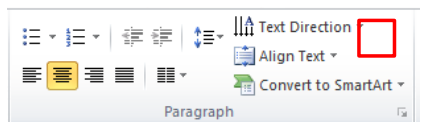 Text Direction
Align Text
Convert to SmartArt
Paragraph